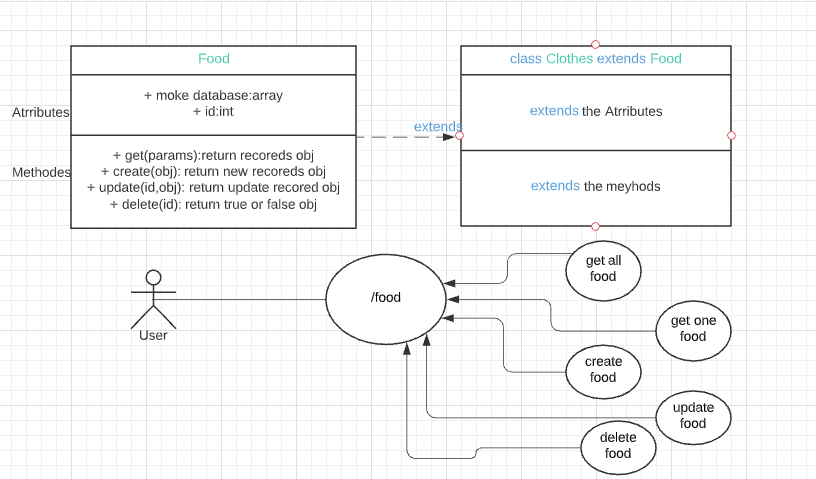 Food
+ moke database:array
+ id:int
Atrributes
Methodes
+ get(params):return recoreds obj
+ create(obj): return new recoreds obj
+ update(id,obj): return update recored obj
+ delete(id): return true or false obj
extends
class Clothes extends Food
extends the Atrributes
extends the meyhods
User
/food
get all
food
get one
food
create
food
update
food
delete
food